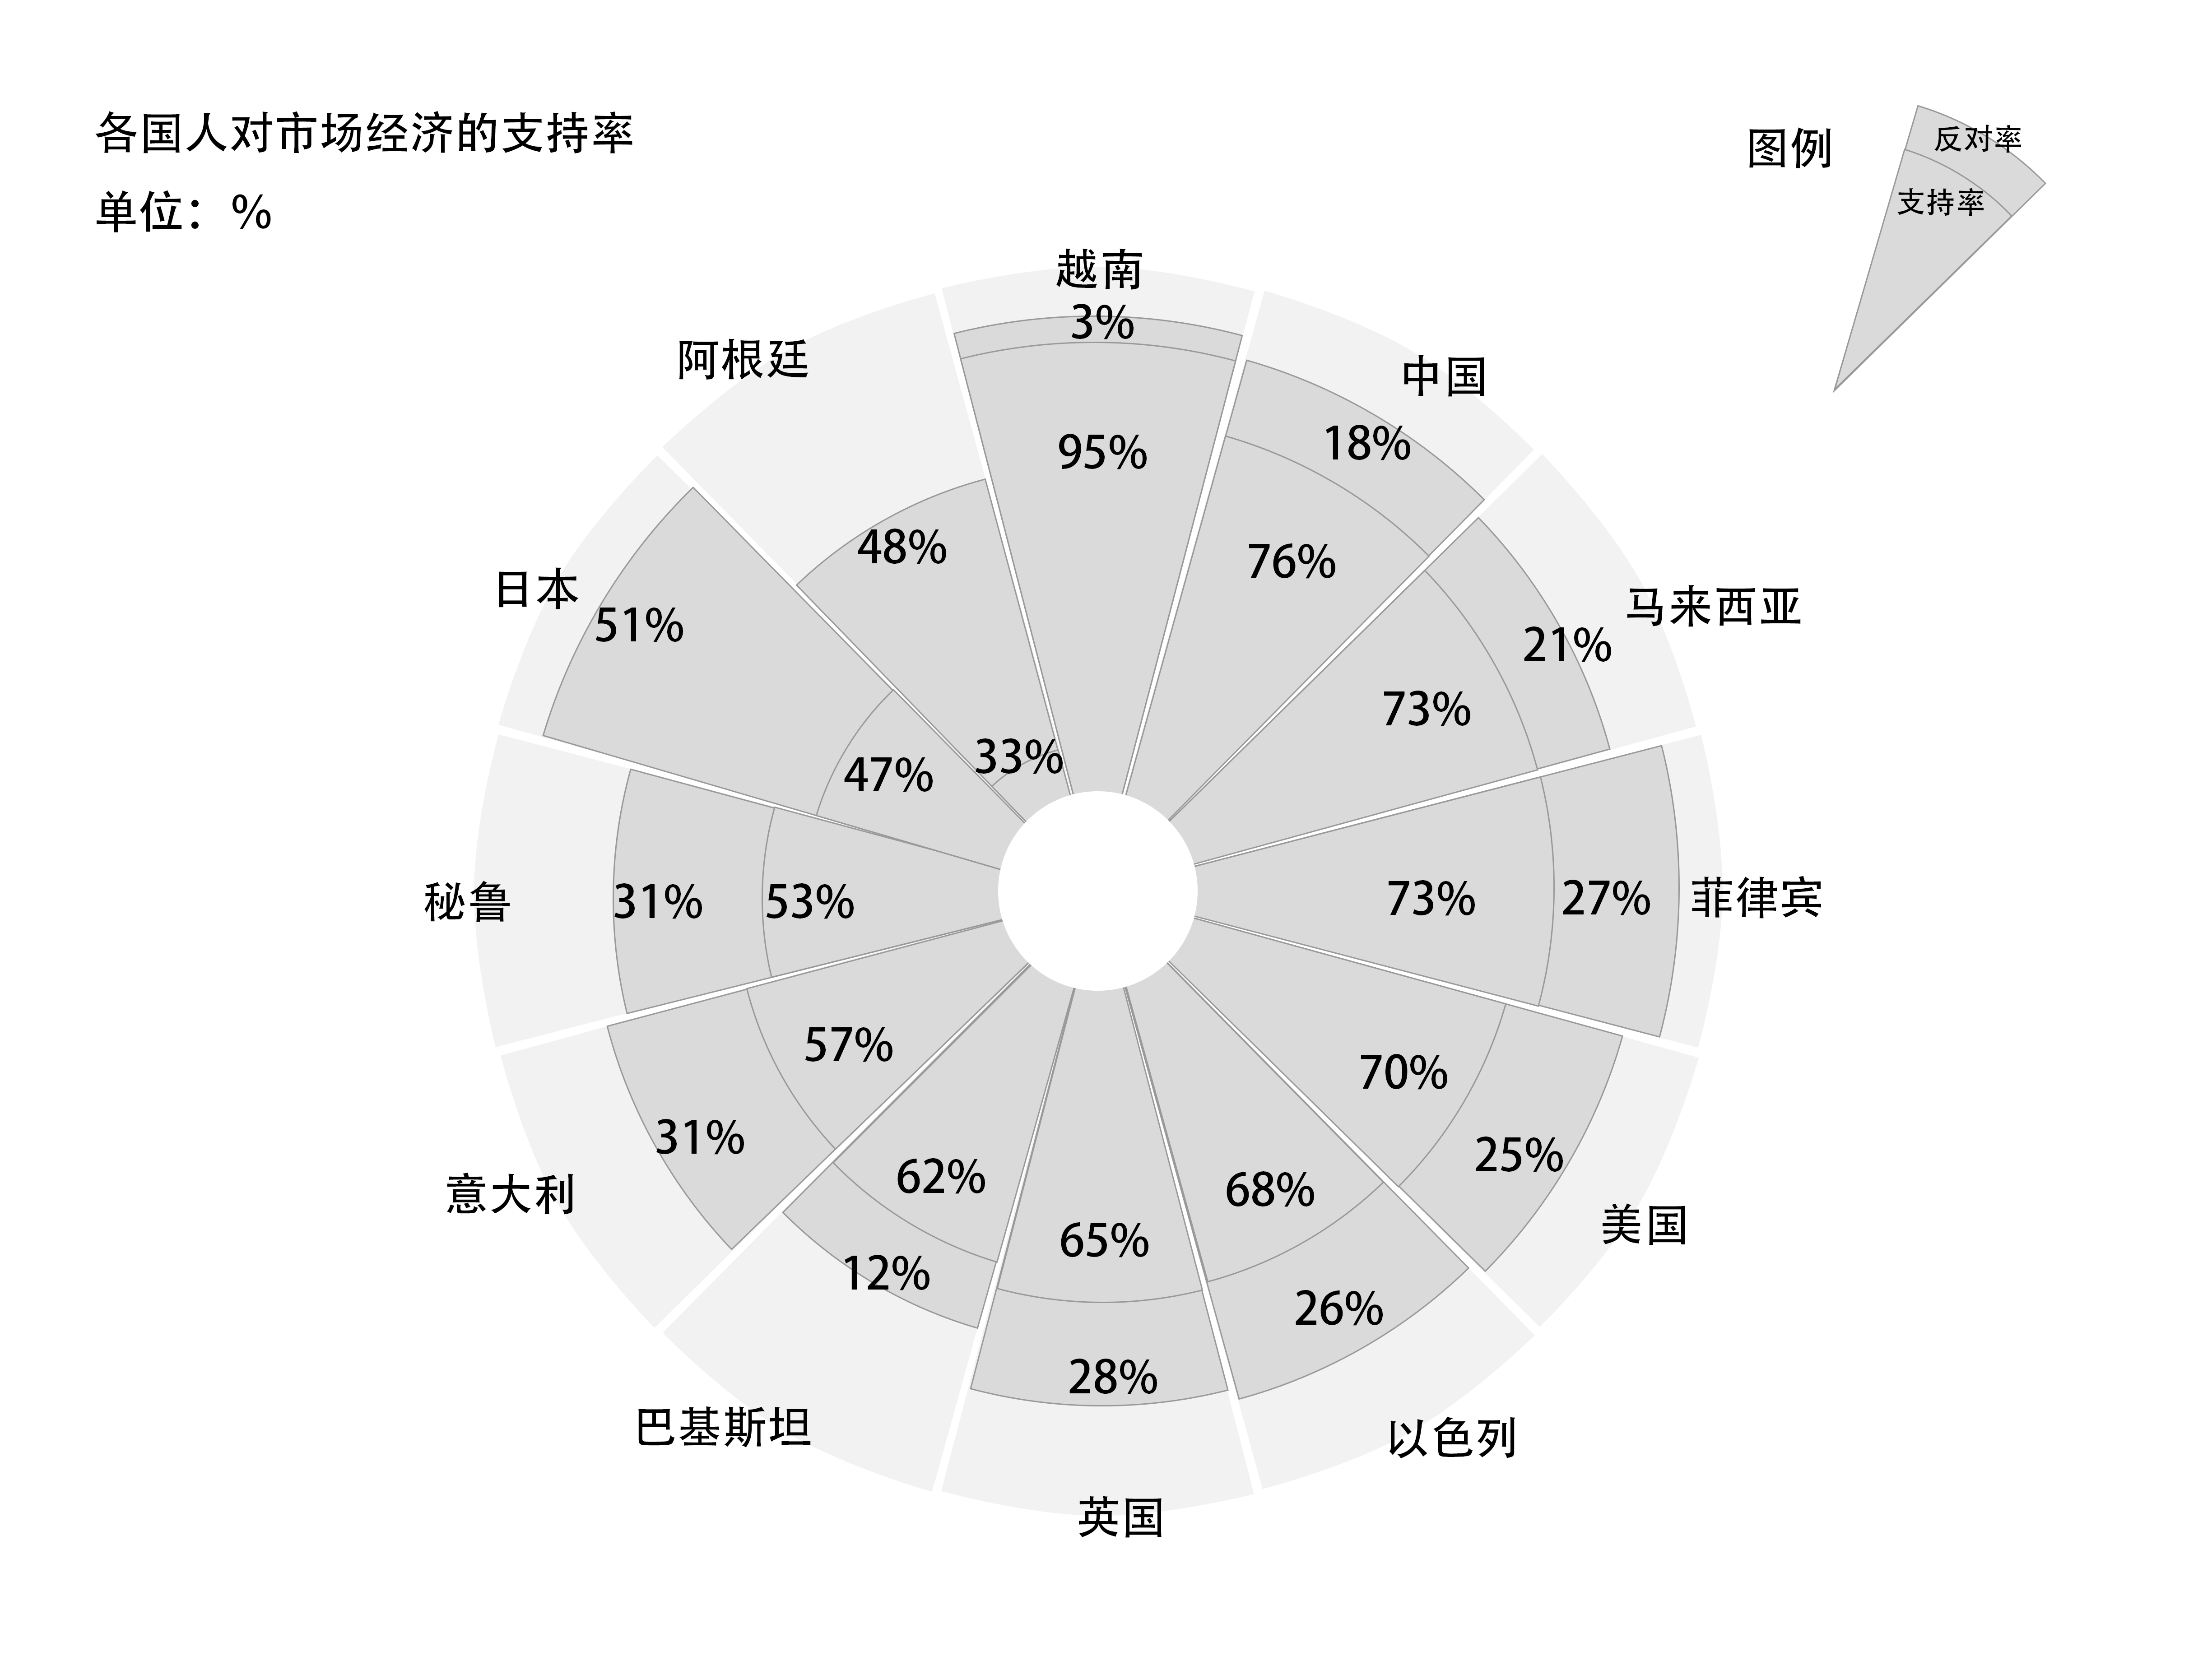 各国人对市场经济的支持率
单位：%
图例
反对率
支持率
越南
3%
95%
中国
18%
76%
马来西亚
21%
73%
菲律宾
73%
27%
美国
70%
25%
以色列
68%
26%
英国
65%
28%
巴基斯坦
62%
12%
意大利
57%
31%
秘鲁
31%
53%
日本
51%
47%
阿根廷
48%
33%